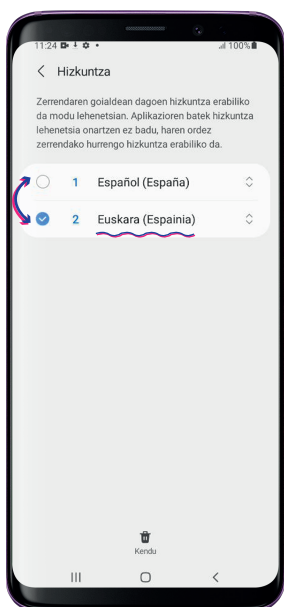 11:24 100%
Hizkuntza
Zerrendaren goialdean dagoen hizkuntza erabiliko
da modu lehenetsian. Aplikazioren batek hizkuntza
lehenetsia onartzen ez badu, haren ordez
zerrendako hurrengo hizkuntza erabiliko da.
1 Español (España)
2 Euskara (Espainia)
Kendu